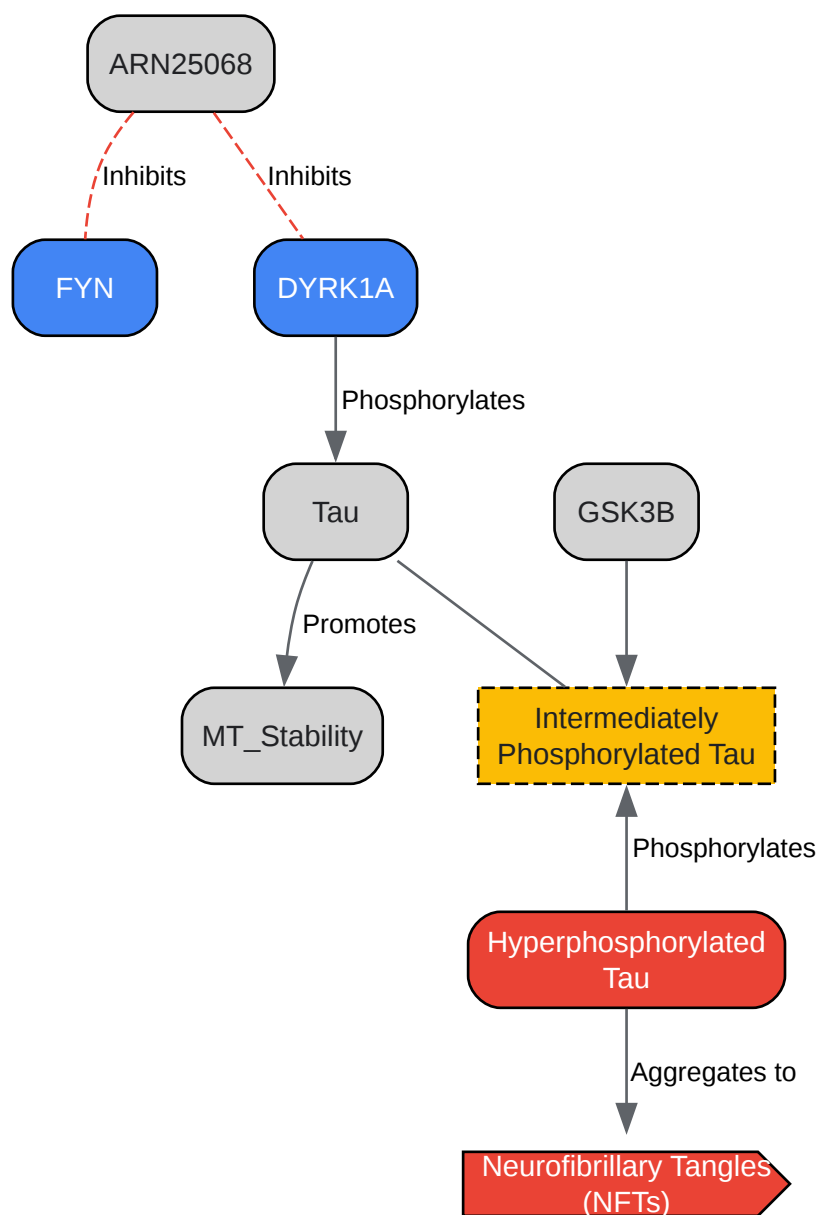 ARN25068
Inhibits
Inhibits
FYN
DYRK1A
Phosphorylates
Tau
GSK3B
Promotes
MT_Stability
Intermediately
Phosphorylated Tau
Phosphorylates
Hyperphosphorylated
Tau
Aggregates to
Neurofibrillary Tangles
(NFTs)